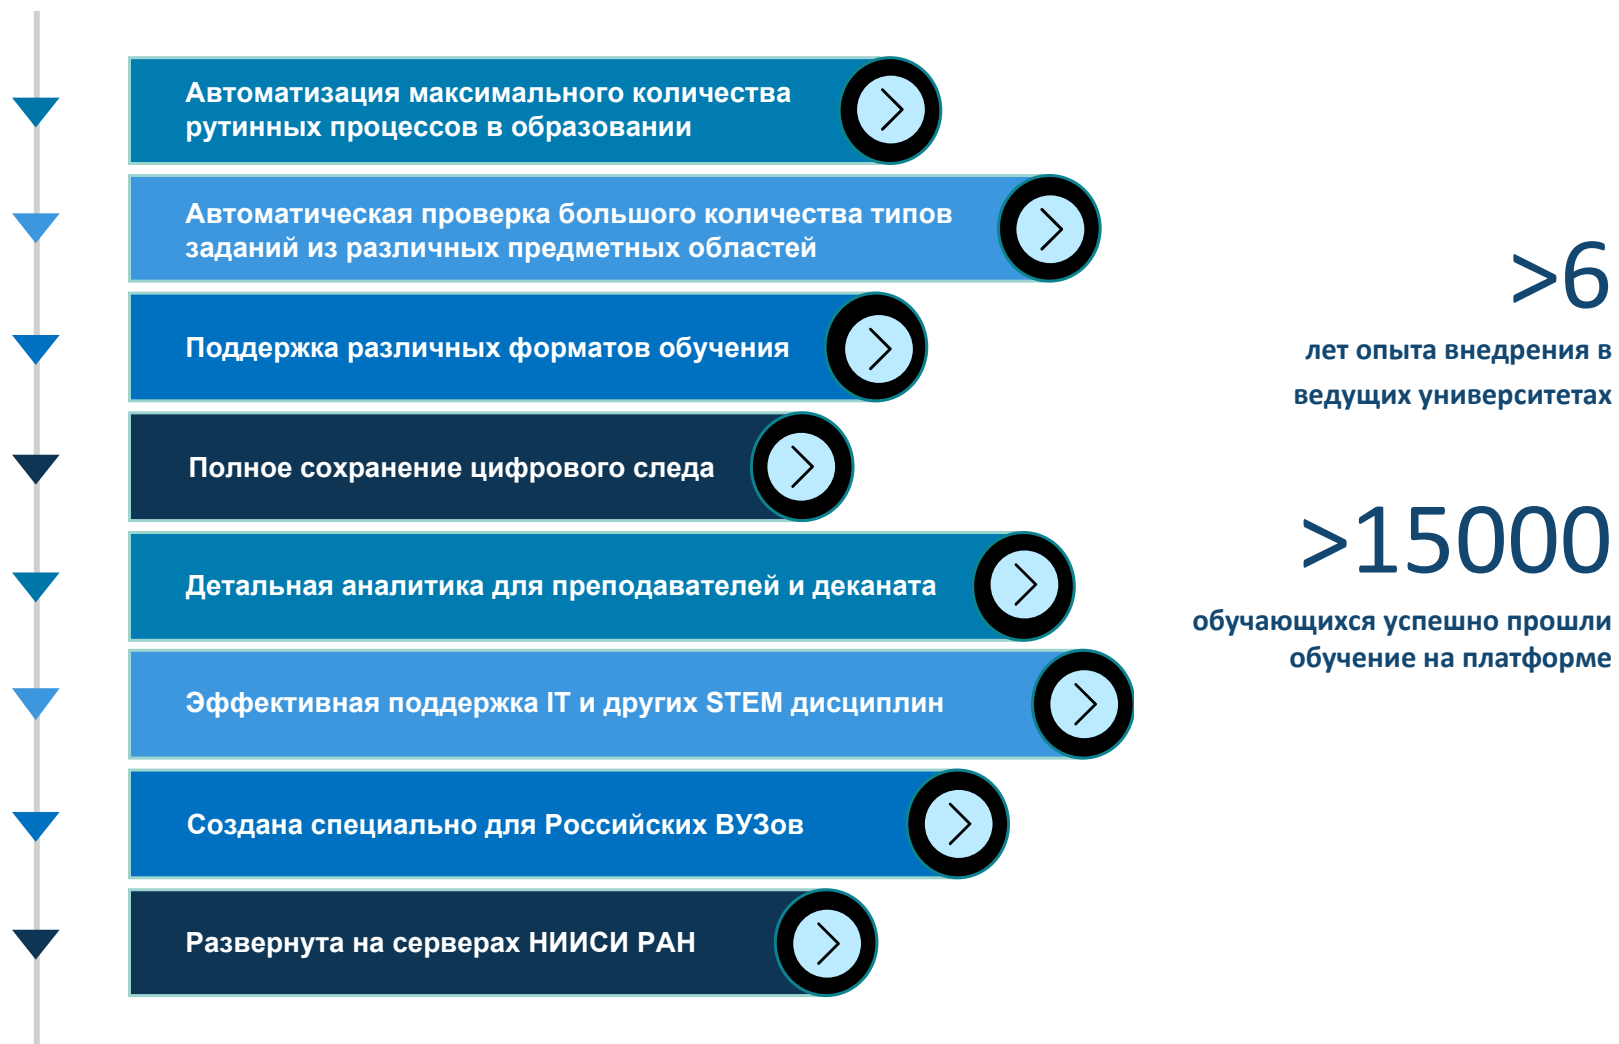 Автоматизация максимального количества
рутинных процессов в образовании
Автоматическая проверка большого количества типов
заданий из различных предметных областей
Поддержка различных форматов обучения
Полное сохранение цифрового следа
Детальная аналитика для преподавателей и деканата
Эффективная поддержка IT и других STEM дисциплин
Создана специально для Российских ВУЗов
Развернута на серверах НИИСИ РАН
>6
лет опыта внедрения в
ведущих университетах
>15000
обучающихся успешно прошли
обучение на платформе